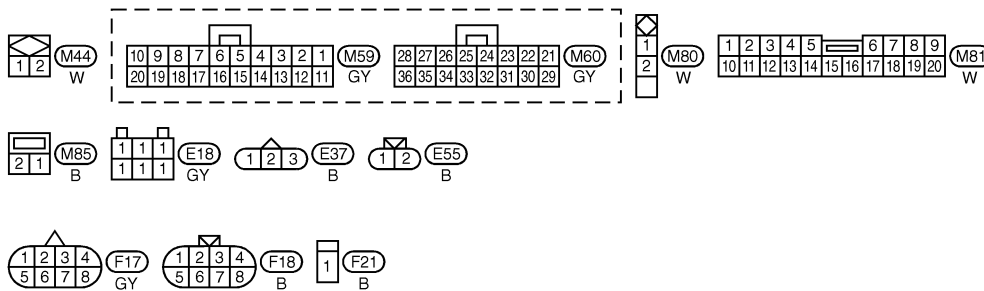 1 2 M44 W
10 9 8 7 6 5 4 3 2 1 M59
20 19 18 17 16 15 14 13 12 11 GY
28 27 26 25 24 23 22 21 M60
36 35 34 33 32 31 30 29 GY
1 2 M80 W
1 2 3 4 5 6 7 8 9 M81
10 11 12 13 14 15 16 17 18 19 20 W
2 1 M85 B
1 1 1 E18
1 1 1 GY
1 2 3 E37 B
1 2 E55 B
1 2 3 4 F17
5 6 7 8 GY
1 2 3 4 F18
5 6 7 8 B
1 F21 B